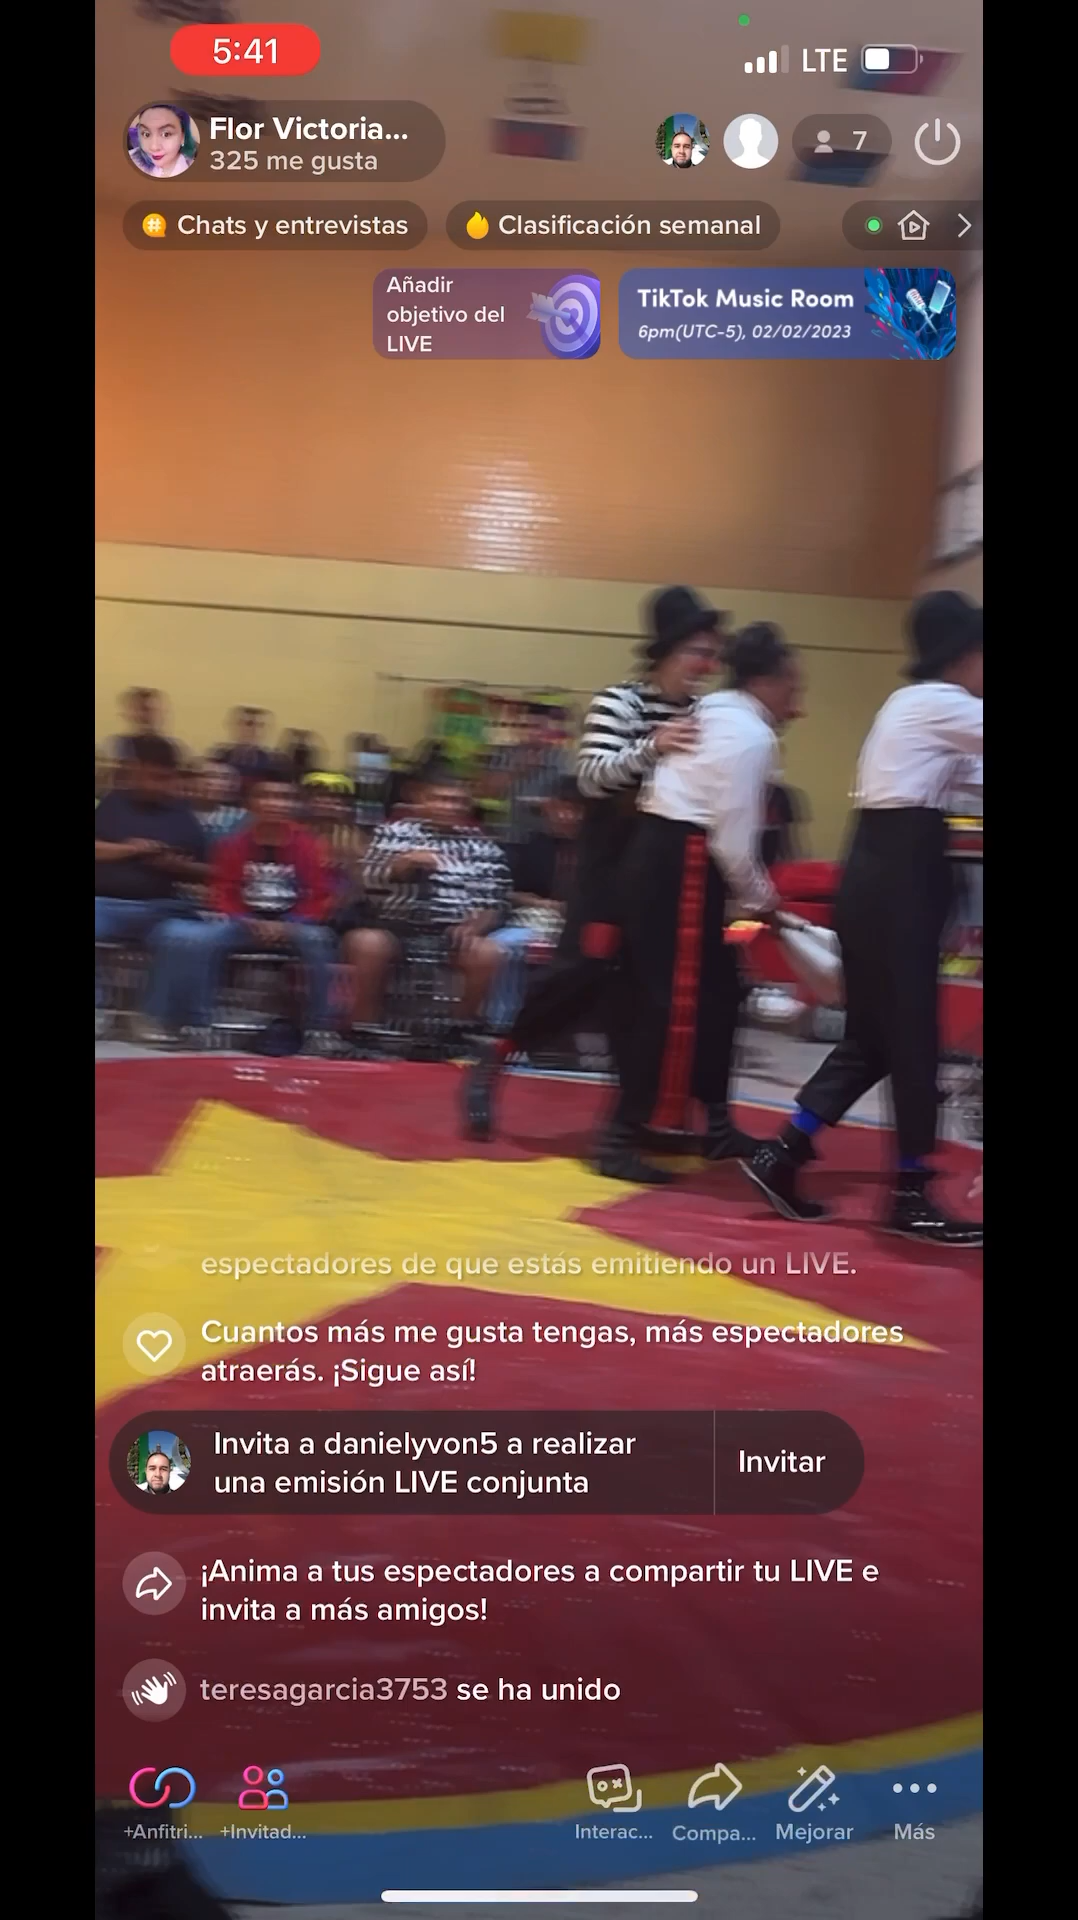 5:41
LTE
Flor Victoria...
325 me gusta
7
Chats y entrevistas
Clasificación semanal
Añadir
objetivo del
LIVE
TikTok Music Room
6pm(UTC-5), 02/02/2023
espectadores de que estás emitiendo un LIVE.
Cuantos más me gusta tengas, más espectadores
atraerás. ¡Sigue así!
Invita a danielyvon5 a realizar
una emisión LIVE conjunta
Invitar
¡Anima a tus espectadores a compartir tu LIVE e
invita a más amigos!
teresagarcia3753 se ha unido
+Anfitri...
+Invitad...
Interac...
Compa...
Mejorar
Más